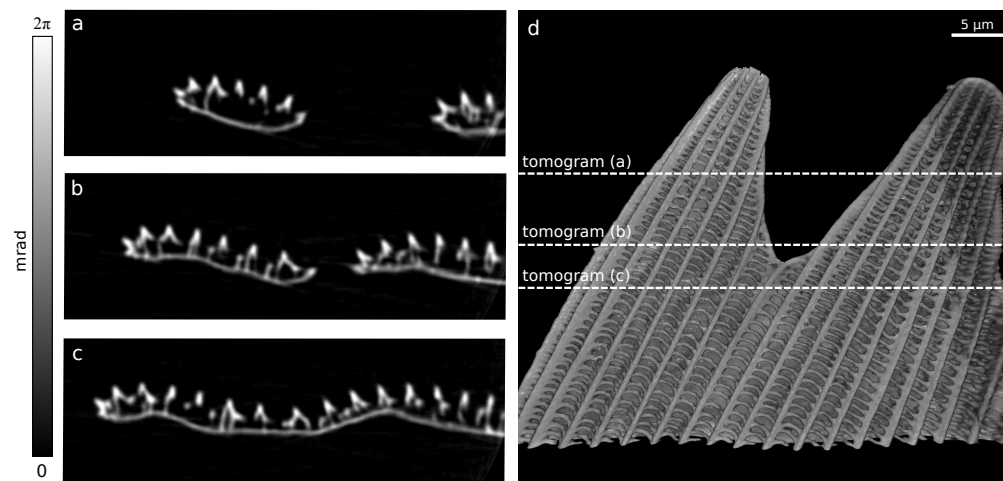 2π
mrad
0
a
b
c
d
5 μm
tomogram (a)
tomogram (b)
tomogram (c)